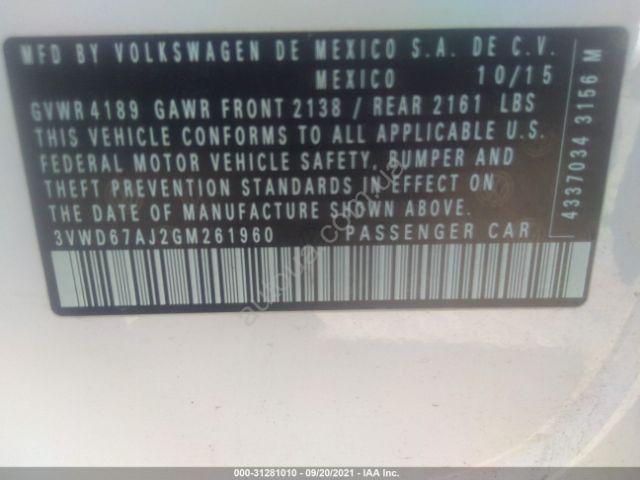 MFD BY VOLKSWAGEN DE MEXICO S.A. DE C.V.
MEXICO 10/15
GVWR 4189 GAWR FRONT 2138 / REAR 2161 LBS
THIS VEHICLE CONFORMS TO ALL APPLICABLE U.S.
FEDERAL MOTOR VEHICLE SAFETY, BUMPER AND
THEFT PREVENTION STANDARDS IN EFFECT ON
THE DATE OF MANUFACTURE SHOWN ABOVE.
3VWD67AJ2GM261960 PASSENGER CAR
4337034 3156 M
000-31281010 - 09/20/2021 - IAA Inc.